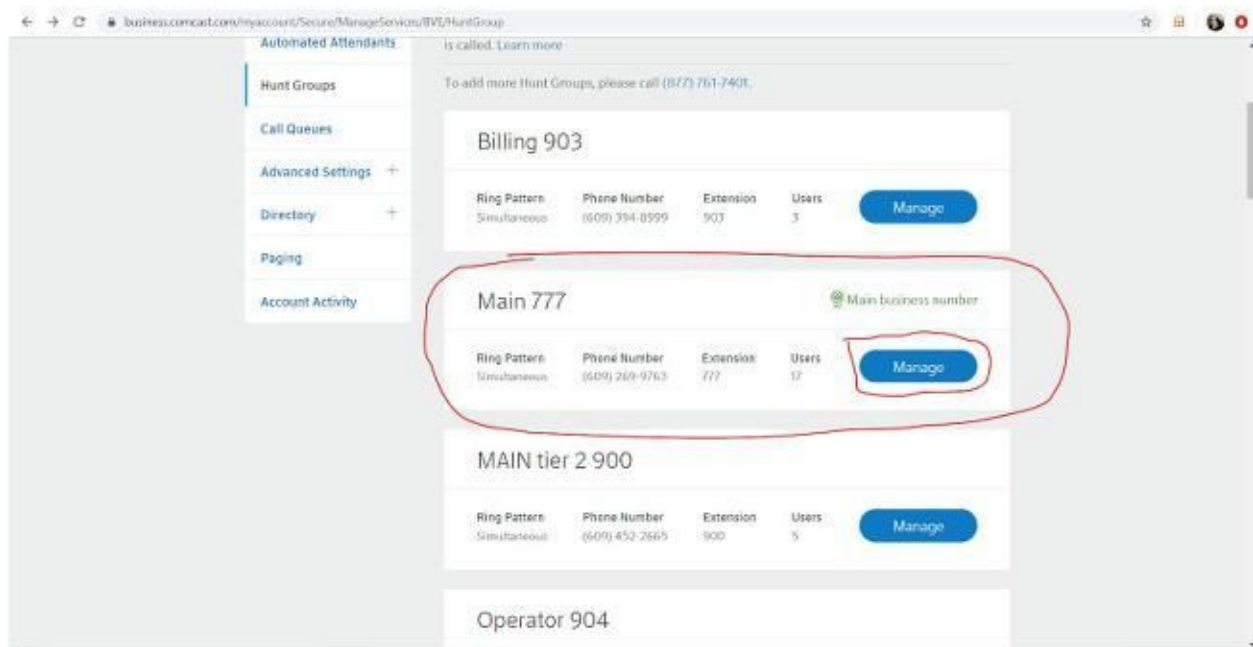 business.comcast.com/myaccount/Secure/ManageServices/BVE/HuntGroup
Automated Attendants
is called. Learn more
Hunt Groups
To add more Hunt Groups, please call (877) 761-7401.
Call Queues
Billing 903
Advanced Settings +
Ring Pattern Phone Number Extension Users
Simultaneous (609) 394-8999 903 3
Manage
Directory +
Paging
Account Activity
Main 777
Main business number
Ring Pattern Phone Number Extension Users
Simultaneous (609) 269-9763 777 17
Manage
MAIN tier 2 900
Ring Pattern Phone Number Extension Users
Simultaneous (609) 452-2665 900 5
Manage
Operator 904